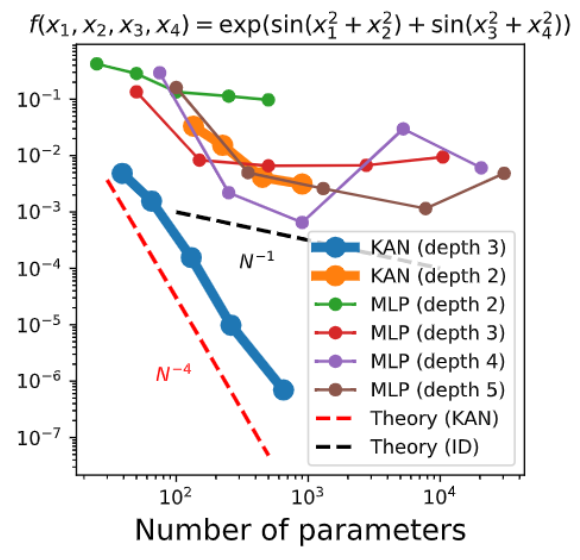 f(x₁, x₂, x₃, x₄) = exp(sin(x₁² + x₂²) + sin(x₃² + x₄²))
10⁻¹
10⁻²
10⁻³
10⁻⁴
10⁻⁵
10⁻⁶
10⁻⁷
N⁻¹
N⁻⁴
KAN (depth 3)
KAN (depth 2)
MLP (depth 2)
MLP (depth 3)
MLP (depth 4)
MLP (depth 5)
Theory (KAN)
Theory (ID)
10² 10³ 10⁴
Number of parameters